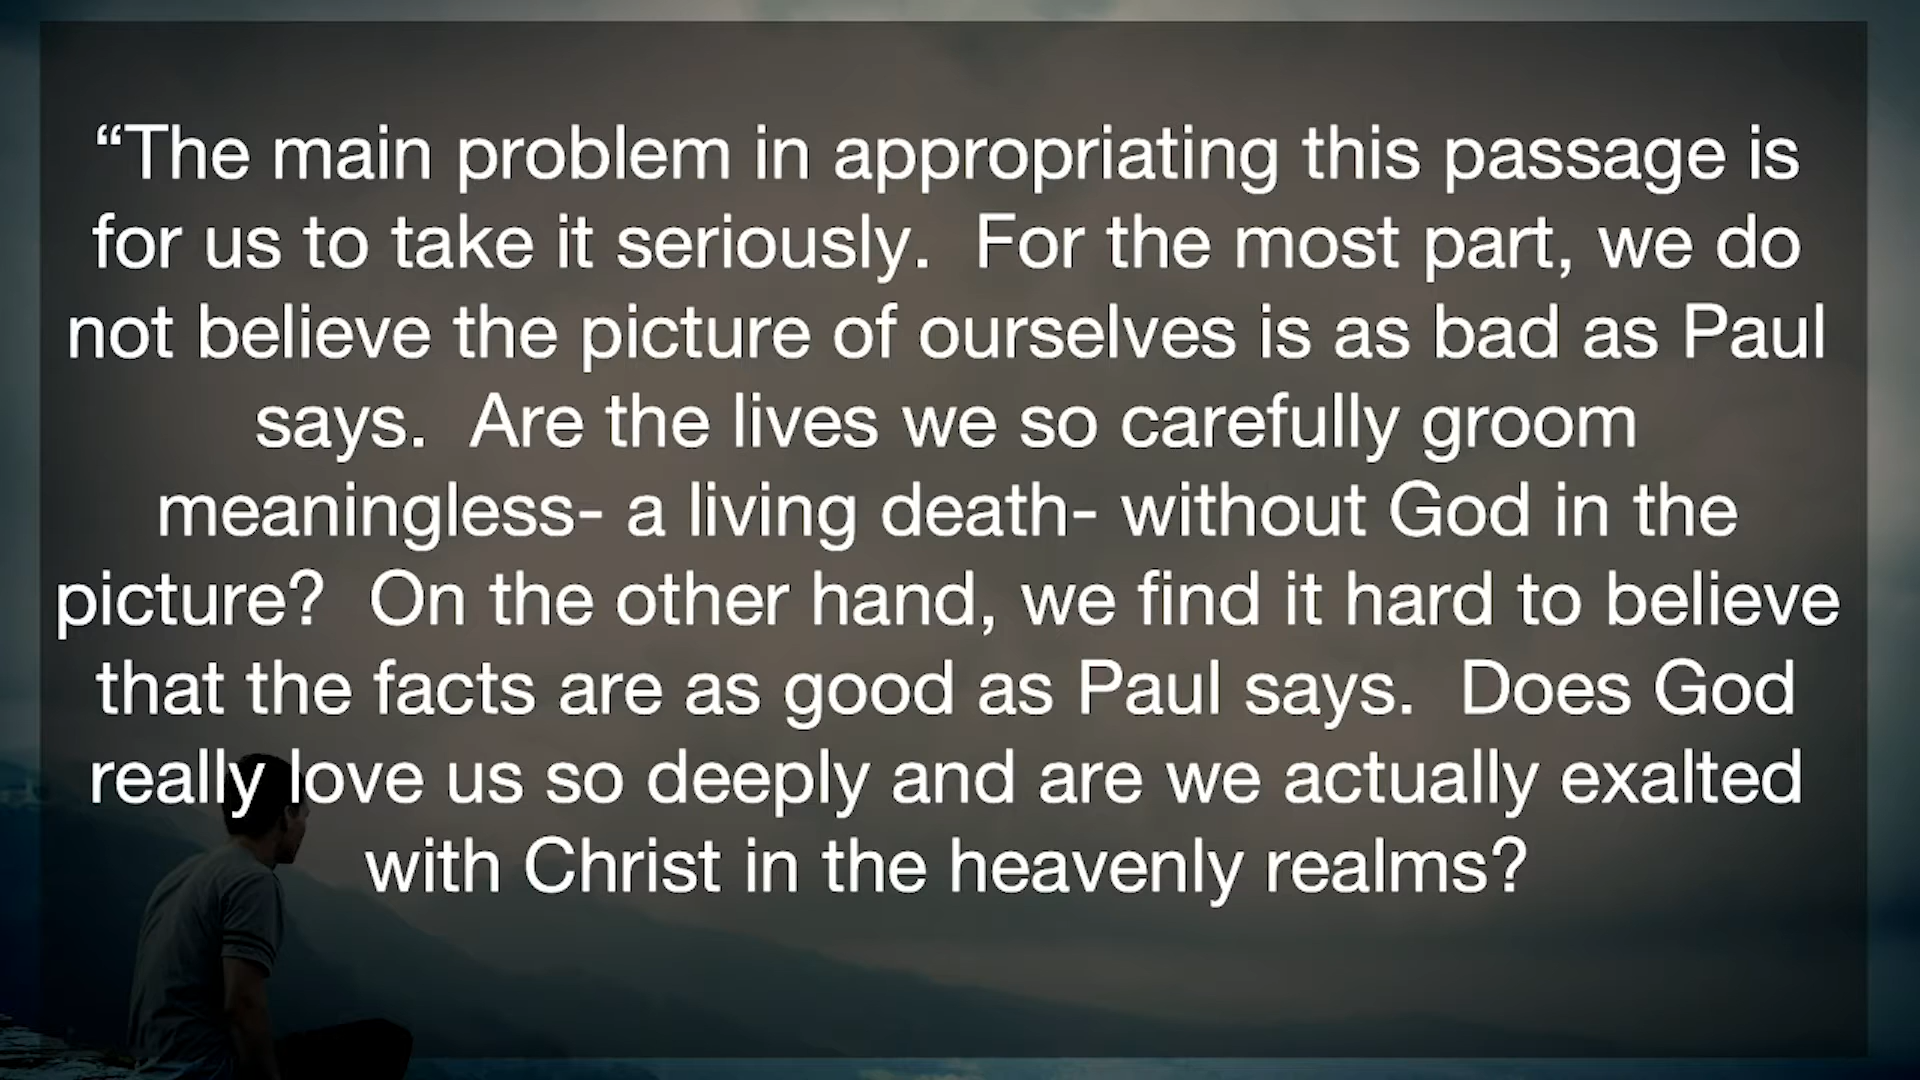 “The main problem in appropriating this passage is
for us to take it seriously.  For the most part, we do
not believe the picture of ourselves is as bad as Paul
says.  Are the lives we so carefully groom
meaningless- a living death- without God in the
picture?  On the other hand, we find it hard to believe
that the facts are as good as Paul says.  Does God
really love us so deeply and are we actually exalted
with Christ in the heavenly realms?